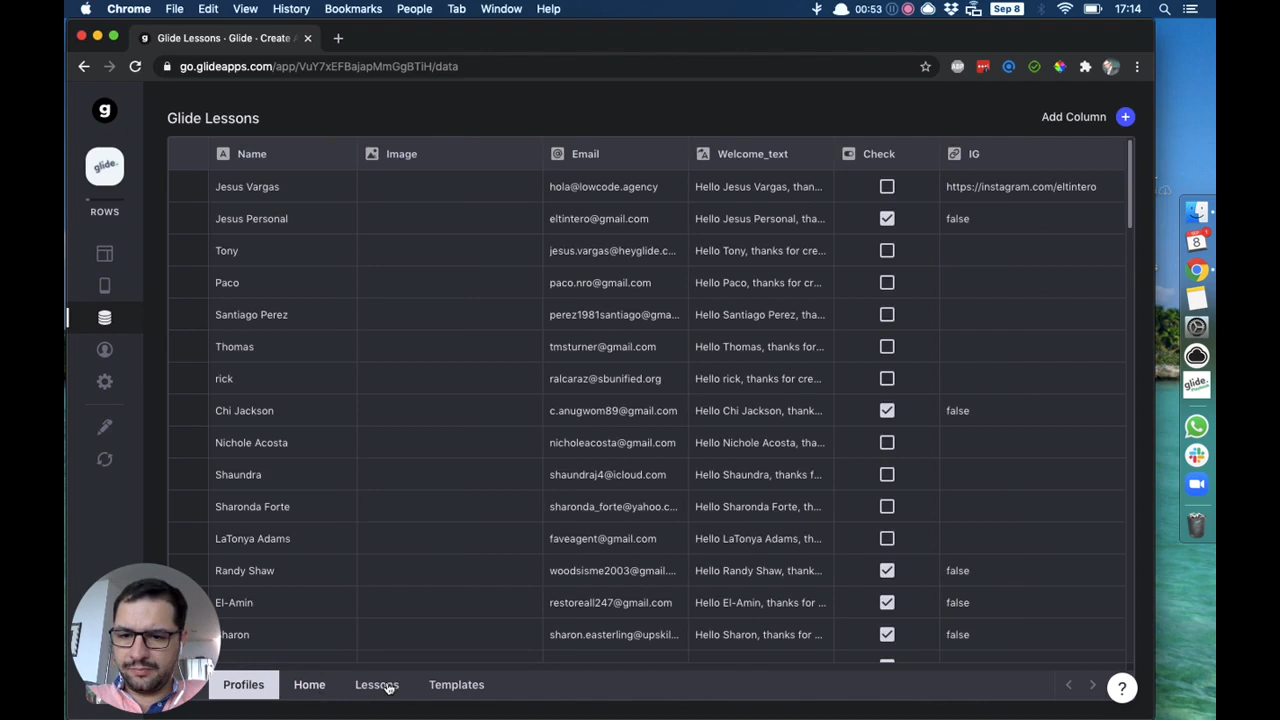 Chrome File Edit View History Bookmarks People Tab Window Help 00:53 Sep 8 17:14
Glide Lessons · Glide · Create
go.glideapps.com/app/VuY7xEFBajapMmGgBTiH/data
g
glide.
ROWS
Glide Lessons
Add Column
Name Image Email Welcome_text Check IG
Jesus Vargas hola@lowcode.agency Hello Jesus Vargas, than... https://instagram.com/eltintero
Jesus Personal eltintero@gmail.com Hello Jesus Personal, tha... false
Tony jesus.vargas@heyglide.c... Hello Tony, thanks for cre...
Paco paco.nro@gmail.com Hello Paco, thanks for cr...
Santiago Perez perez1981santiago@gma... Hello Santiago Perez, tha...
Thomas tmsturner@gmail.com Hello Thomas, thanks for...
rick ralcaraz@sbunified.org Hello rick, thanks for cre...
Chi Jackson c.anugwom89@gmail.com Hello Chi Jackson, thank... false
Nichole Acosta nicholeacosta@gmail.com Hello Nichole Acosta, tha...
Shaundra shaundraj4@icloud.com Hello Shaundra, thanks f...
Sharonda Forte sharonda_forte@yahoo.c... Hello Sharonda Forte, th...
LaTonya Adams faveagent@gmail.com Hello LaTonya Adams, th...
Randy Shaw woodsisme2003@gmail.... Hello Randy Shaw, thank... false
El-Amin restoreall247@gmail.com Hello El-Amin, thanks for ... false
sharon.easterling@upskil... Hello Sharon, thanks for ... false
Profiles Home Lessons Templates
?
SEP
8
glide.